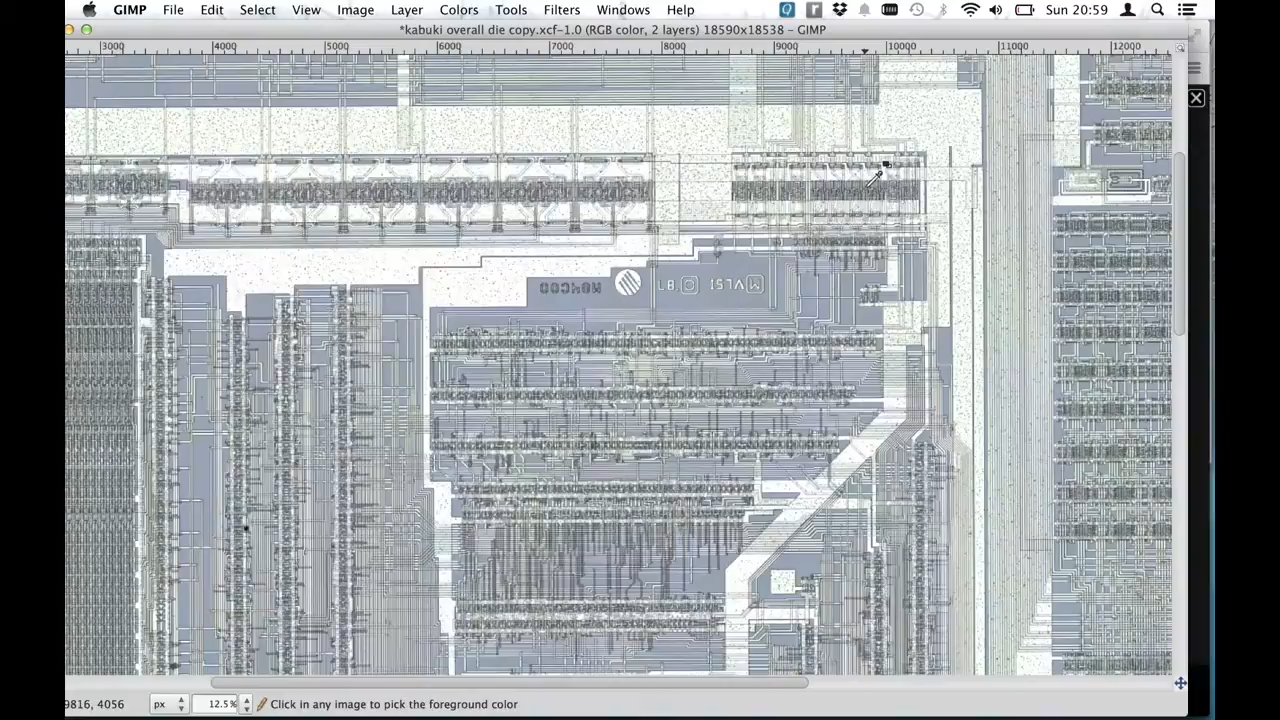 GIMP File Edit Select View Image Layer Colors Tools Filters Windows Help Sun 20:59
*kabuki overall die copy.xcf-1.0 (RGB color, 2 layers) 18590x18538 – GIMP
3000 4000 5000 6000 7000 8000 9000 10000 11000 12000
VLSI
9816, 4056 px 12.5% Click in any image to pick the foreground color